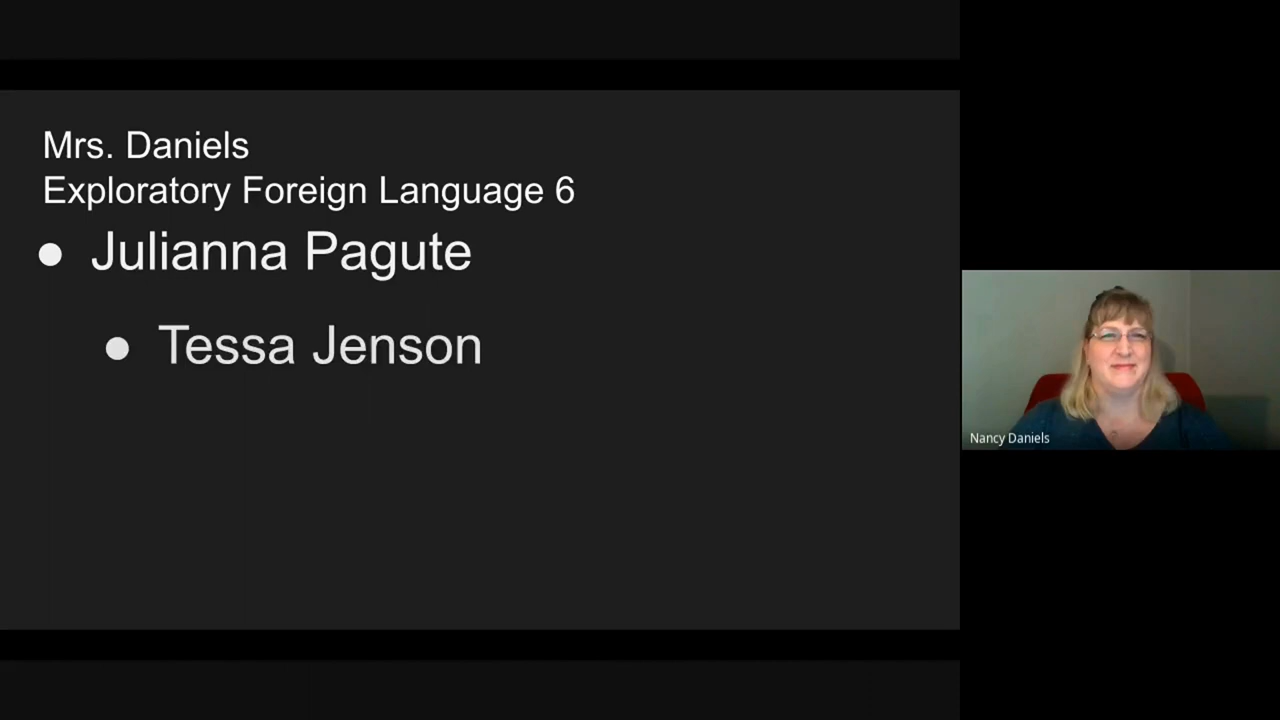 Mrs. Daniels
Exploratory Foreign Language 6
● Julianna Pagute
● Tessa Jenson
Nancy Daniels